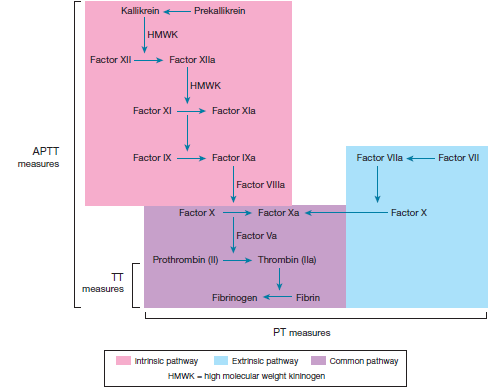 Kallikrein Prekallikrein
HMWK
Factor XII Factor XIIa
HMWK
Factor XI Factor XIa
APTT
measures
Factor IX Factor IXa
Factor VIIa Factor VII
Factor VIIIa
Factor X Factor Xa Factor X
Factor Va
Prothrombin (II) Thrombin (IIa)
TT
measures
Fibrinogen Fibrin
PT measures
Intrinsic pathway Extrinsic pathway Common pathway
HMWK = high molecular weight kininogen